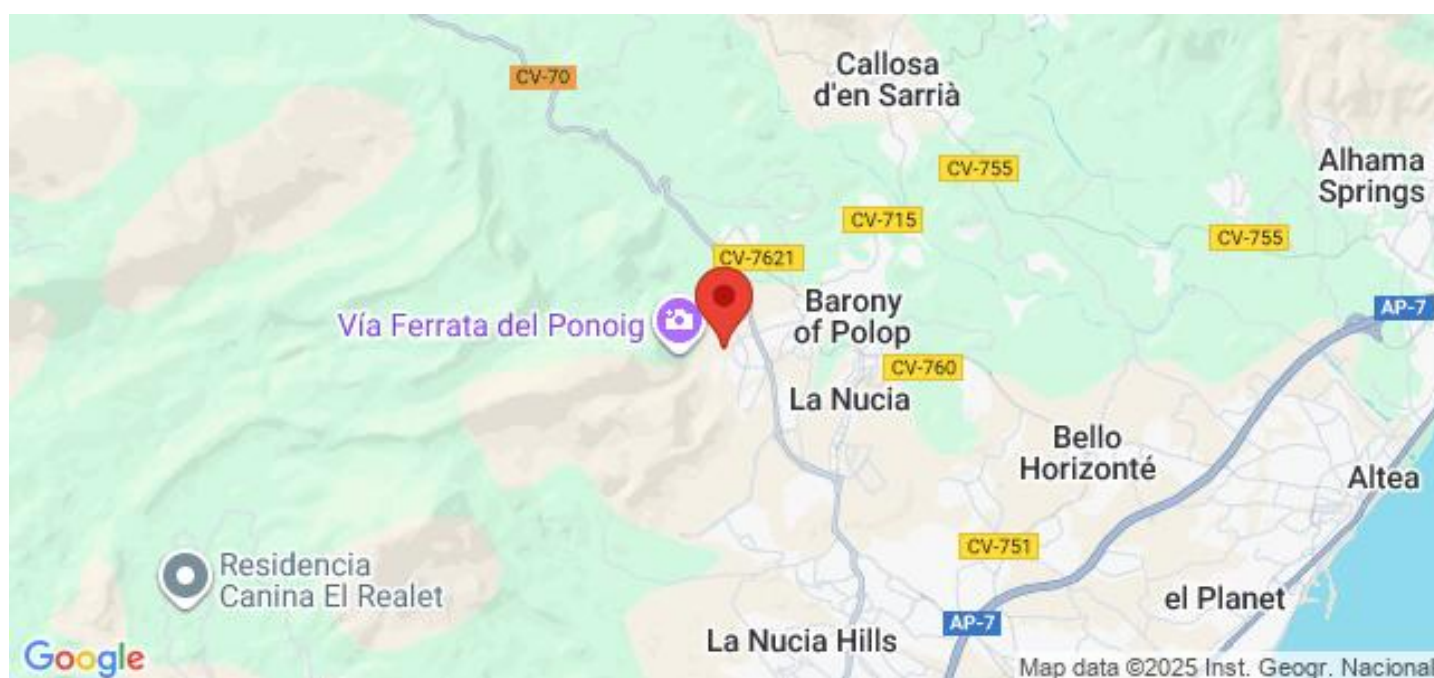 CV-70
Callosa
d'en Sarrià
CV-755
Alhama
Springs
CV-715
CV-755
CV-7621
Vía Ferrata del Ponoig
Barony
of Polop
AP-7
CV-760
La Nucia
Bello
Horizonté
Altea
CV-751
Residencia
Canina El Realet
el Planet
AP-7
La Nucia Hills
Google
Map data ©2025 Inst. Geogr. Nacional